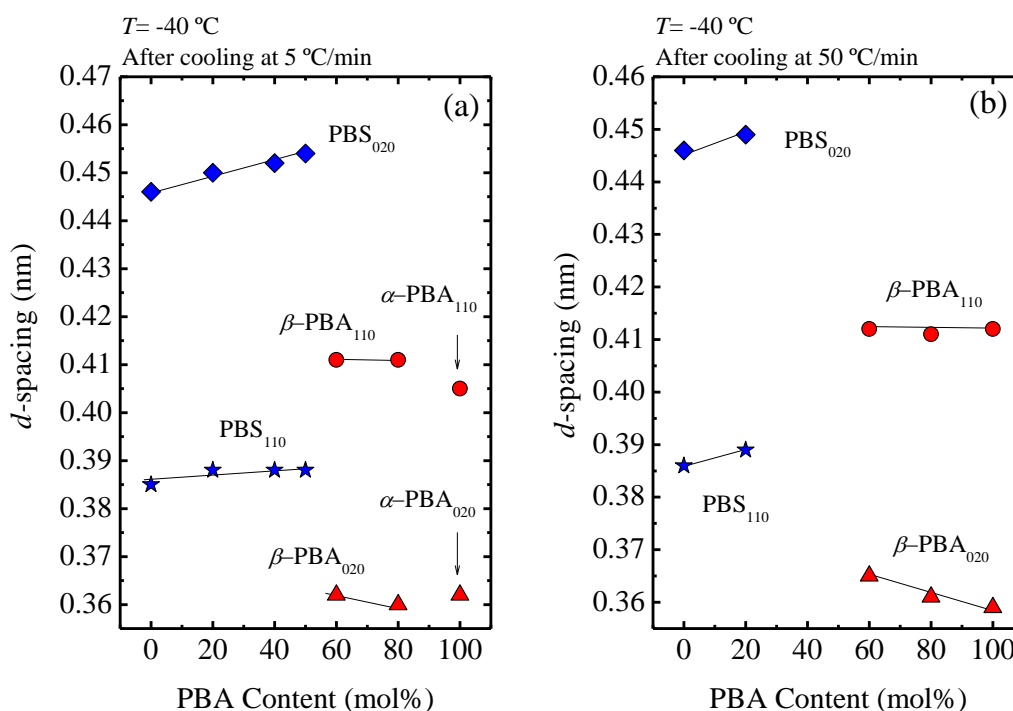 T= -40 ºC
After cooling at 5 ºC/min
(a)
0.47
0.46
0.45
0.44
0.43
0.42
0.41
0.40
0.39
0.38
0.37
0.36
d-spacing (nm)
PBS020
α–PBA110
β–PBA110
PBS110
α–PBA020
β–PBA020
0 20 40 60 80 100
PBA Content (mol%)
T= -40 ºC
After cooling at 50 ºC/min
(b)
0.46
0.45
0.44
0.43
0.42
0.41
0.40
0.39
0.38
0.37
0.36
d-spacing (nm)
PBS020
β–PBA110
PBS110
β–PBA020
0 20 40 60 80 100
PBA Content (mol%)